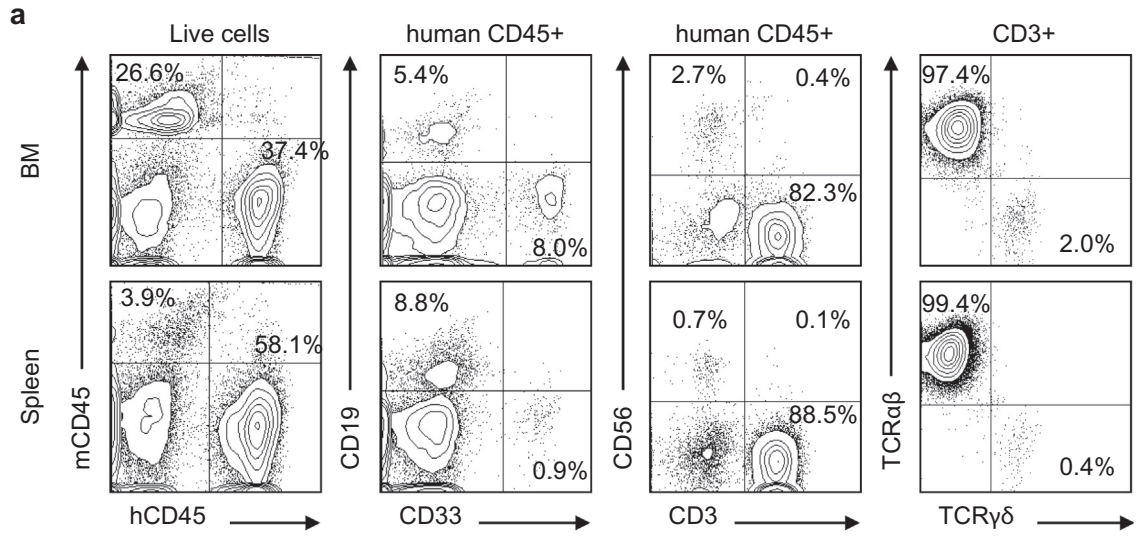 a
Live cells
human CD45+
human CD45+
CD3+
BM
26.6%
37.4%
5.4%
8.0%
2.7%
0.4%
82.3%
97.4%
2.0%
Spleen
3.9%
58.1%
8.8%
0.9%
0.7%
0.1%
88.5%
99.4%
0.4%
mCD45
CD19
CD56
TCRαβ
hCD45
CD33
CD3
TCRγδ